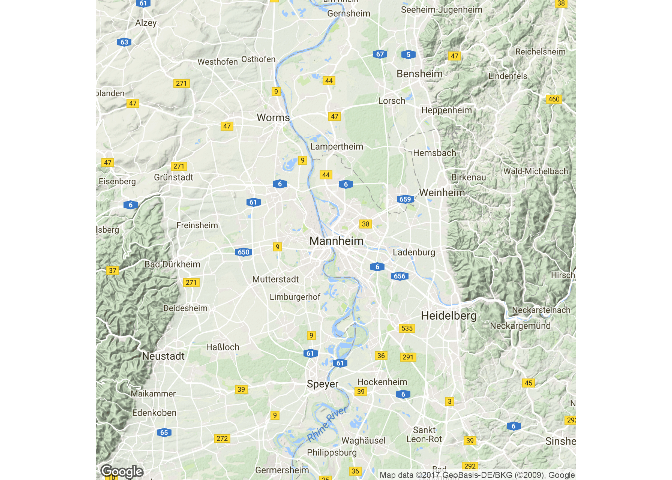 61
Alzey
Gernsheim
Seeheim-Jugenheim
38
63
Westhofen
Osthofen
67
5
47
Reichelsheim
Bensheim
Lindenfels
271
44
9
47
Lorsch
Heppenheim
460
Worms
47
47
Lampertheim
Hemsbach
47
271
9
Wald-Michelbach
Eisenberg
Grünstadt
44
Birkenau
6
6
659
Weinheim
6
61
Freinsheim
38
650
9
Mannheim
Ladenburg
Bad Dürkheim
6
656
37
271
Mutterstadt
Limburgerhof
Deidesheim
Heidelberg
Neckarsteinach
Neckargemünd
535
9
Haßloch
61
36
291
Neustadt
61
Speyer
Hockenheim
45
Maikammer
39
39
6
3
Edenkoben
9
65
272
Rhine River
Waghäusel
Sankt
Leon-Rot
39
6
Sinshe
Philippsburg
Germersheim
36
36
292
Google
Map data ©2017 GeoBasis-DE/BKG (©2009), Google